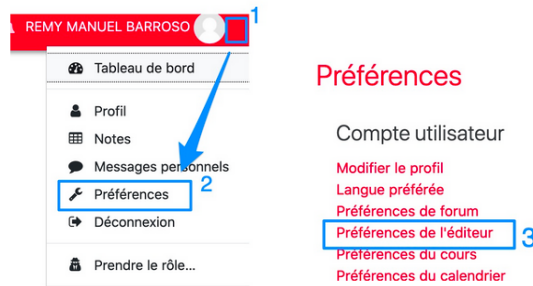 REMY MANUEL BARROSO
1
Tableau de bord
Profil
Notes
Messages personnels
Préférences
2
Déconnexion
Prendre le rôle...
Préférences
Compte utilisateur
Modifier le profil
Langue préférée
Préférences de forum
Préférences de l'éditeur
3
Préférences du cours
Préférences du calendrier